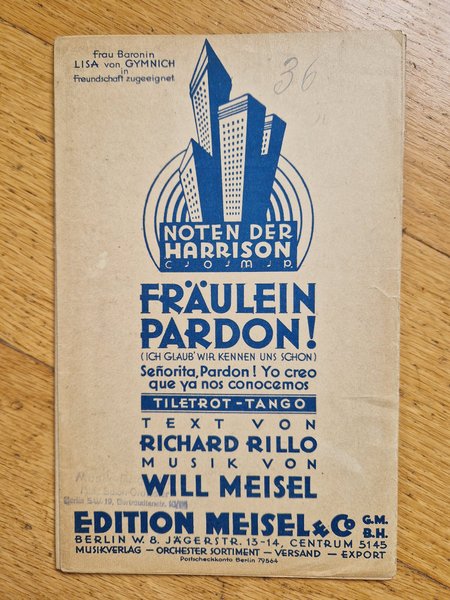 Frau Baronin
LISA von GYMNICH
in
Freundschaft zugeeignet
36
NOTEN DER
HARRISON
C.O.M.P.
FRÄULEIN
PARDON!
(ICH GLAUB' WIR KENNEN UNS SCHON)
Señorita, Pardon! Yo creo
que ya nos conocemos
TILETROT-TANGO
TEXT VON
RICHARD RILLO
MUSIK VON
WILL MEISEL
Berlin S.W. 19,
EDITION MEISEL & Co G.M.
B.H.
BERLIN W. 8. JÄGERSTR. 13-14, CENTRUM 5145
MUSIKVERLAG — ORCHESTER SORTIMENT — VERSAND — EXPORT
Postscheckkonto Berlin 79564